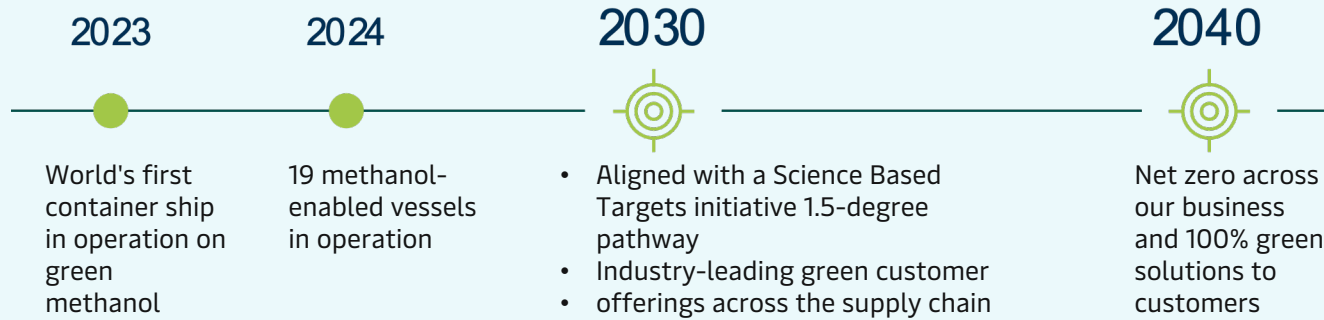 2023
World's first
container ship
in operation on
green
methanol
2024
19 methanol-
enabled vessels
in operation
2030
• Aligned with a Science Based
Targets initiative 1.5-degree
pathway
• Industry-leading green customer
• offerings across the supply chain
2040
Net zero across
our business
and 100% green
solutions to
customers